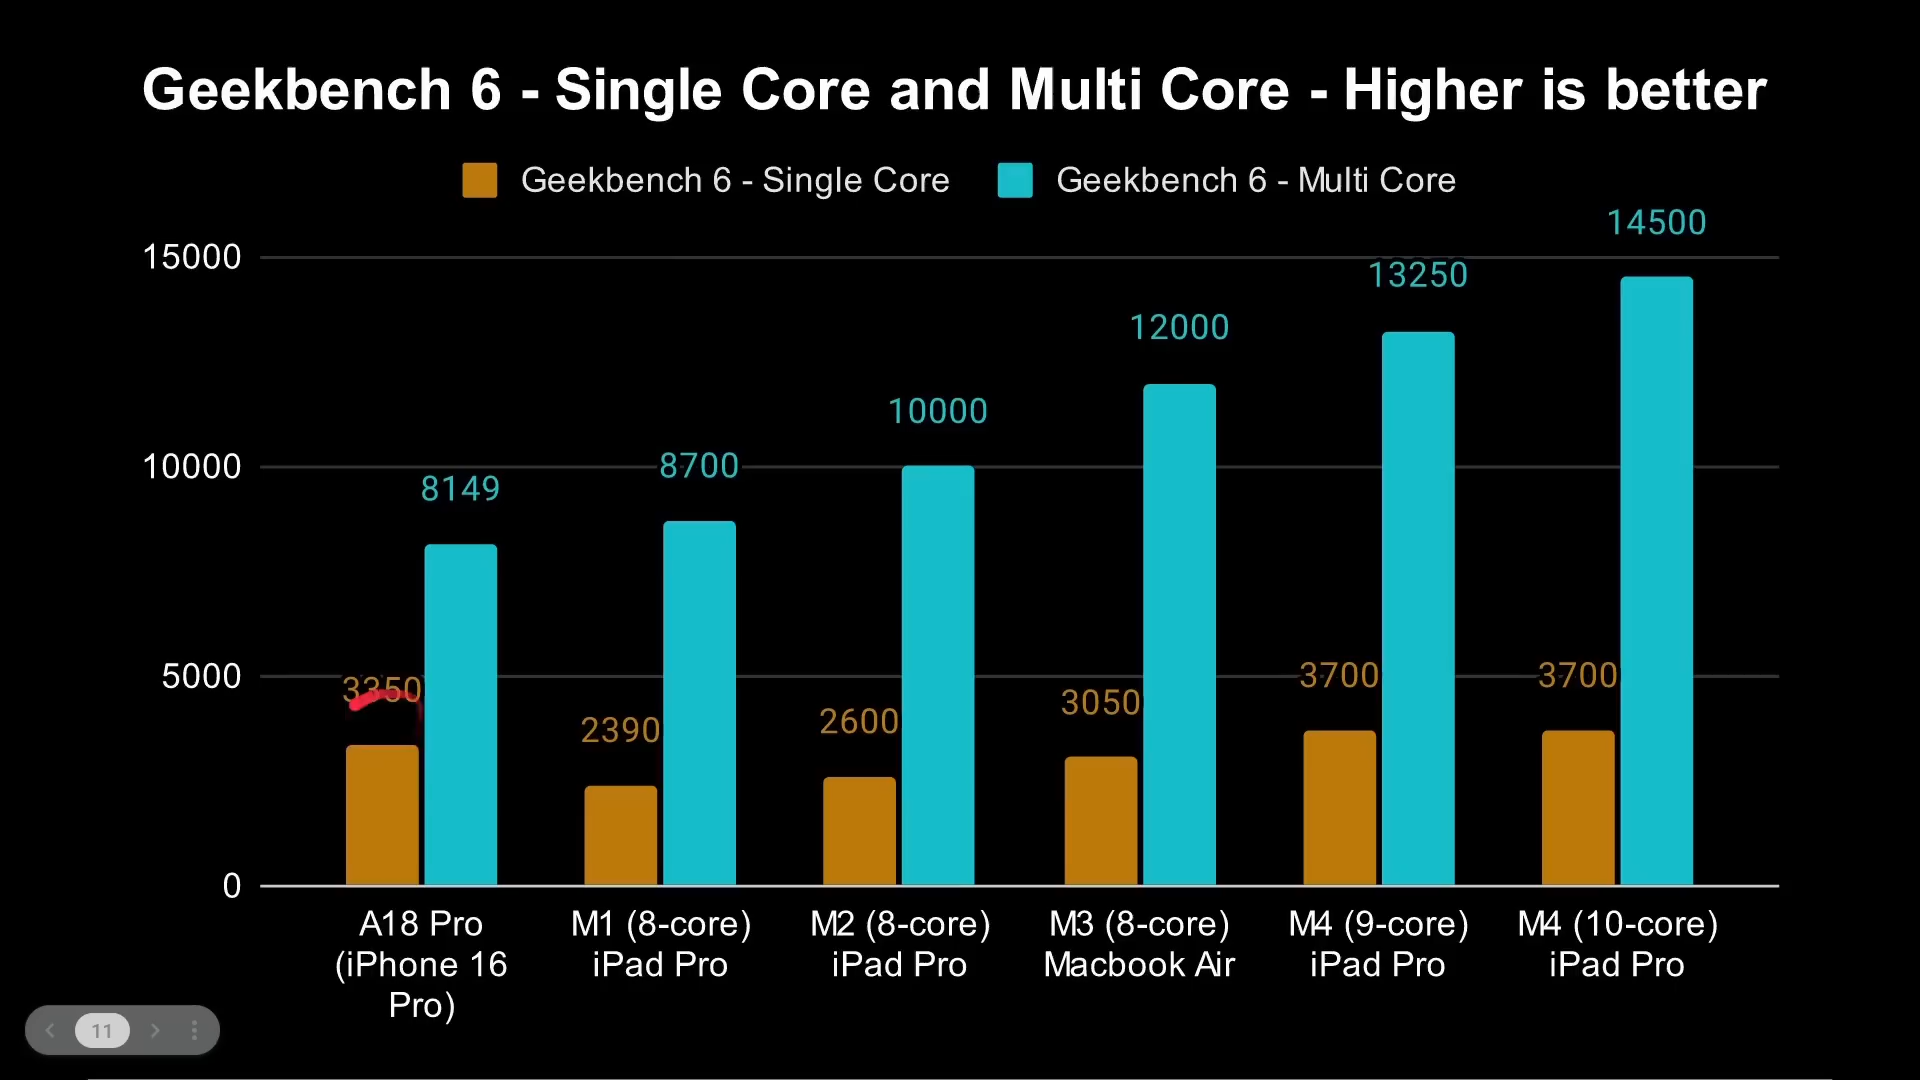 Geekbench 6 - Single Core and Multi Core - Higher is better
Geekbench 6 - Single Core
Geekbench 6 - Multi Core
15000
10000
5000
0
3350
8149
2390
8700
2600
10000
3050
12000
3700
13250
3700
14500
A18 Pro
(iPhone 16
Pro)
M1 (8-core)
iPad Pro
M2 (8-core)
iPad Pro
M3 (8-core)
Macbook Air
M4 (9-core)
iPad Pro
M4 (10-core)
iPad Pro
11